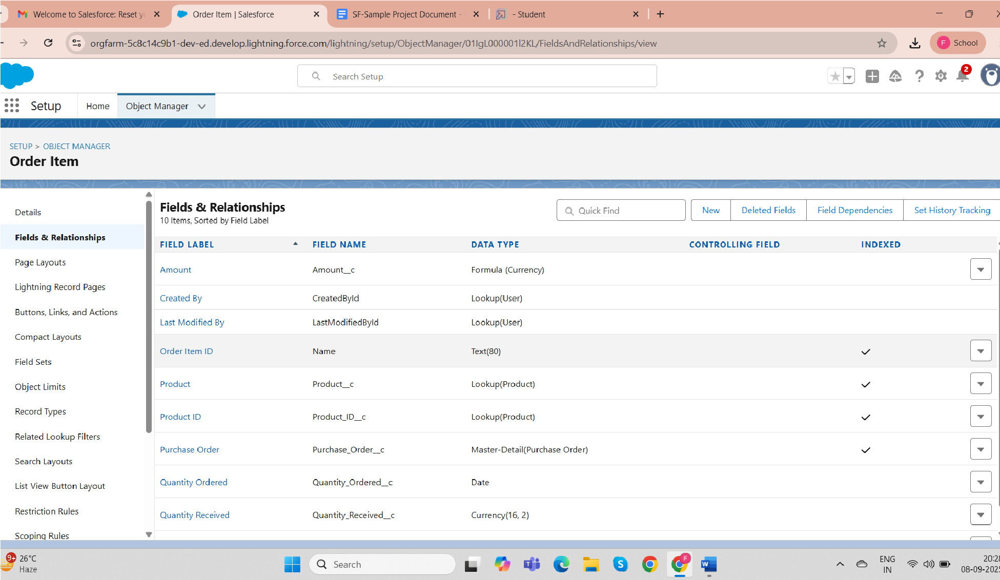 Welcome to Salesforce: Reset y
Order Item | Salesforce
SF-Sample Project Document -
- Student
orgfarm-5c8c14c9b1-dev-ed.develop.lightning.force.com/lightning/setup/ObjectManager/01IgL000001l2KL/FieldsAndRelationships/view
F School
Search Setup
2
Setup
Home
Object Manager
SETUP > OBJECT MANAGER
Order Item
Details
Fields & Relationships
Page Layouts
Lightning Record Pages
Buttons, Links, and Actions
Compact Layouts
Field Sets
Object Limits
Record Types
Related Lookup Filters
Search Layouts
List View Button Layout
Restriction Rules
Scoping Rules
Fields & Relationships
10 Items, Sorted by Field Label
Quick Find
New
Deleted Fields
Field Dependencies
Set History Tracking
FIELD LABEL FIELD NAME DATA TYPE CONTROLLING FIELD INDEXED
Amount Amount__c Formula (Currency)
Created By CreatedById Lookup(User)
Last Modified By LastModifiedById Lookup(User)
Order Item ID Name Text(80)
Product Product__c Lookup(Product)
Product ID Product_ID__c Lookup(Product)
Purchase Order Purchase_Order__c Master-Detail(Purchase Order)
Quantity Ordered Quantity_Ordered__c Date
Quantity Received Quantity_Received__c Currency(16, 2)
9+
26°C
Haze
Search
F
ENG
IN
20:28
08-09-2025